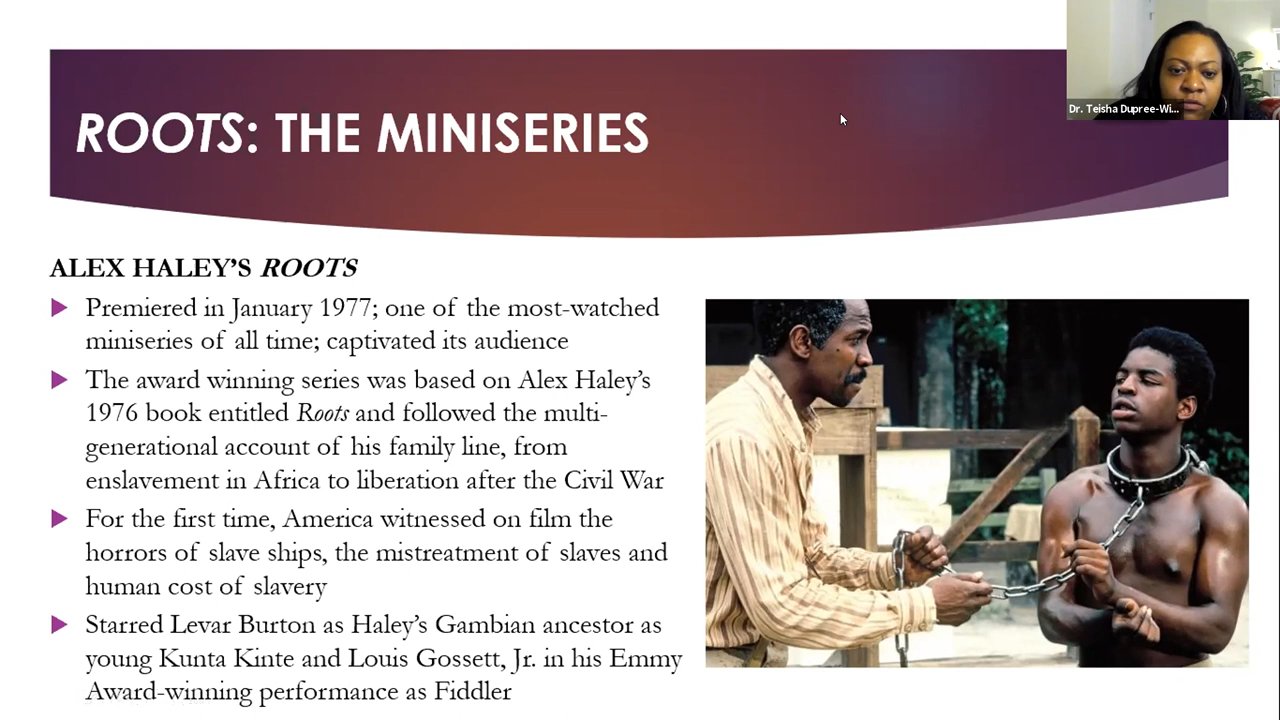 Dr. Teisha Dupree-Wi...
ROOTS: THE MINISERIES
ALEX HALEY’S ROOTS
Premiered in January 1977; one of the most-watched
miniseries of all time; captivated its audience
The award winning series was based on Alex Haley’s
1976 book entitled Roots and followed the multi-
generational account of his family line, from
enslavement in Africa to liberation after the Civil War
For the first time, America witnessed on film the
horrors of slave ships, the mistreatment of slaves and
human cost of slavery
Starred Levar Burton as Haley’s Gambian ancestor as
young Kunta Kinte and Louis Gossett, Jr. in his Emmy
Award-winning performance as Fiddler